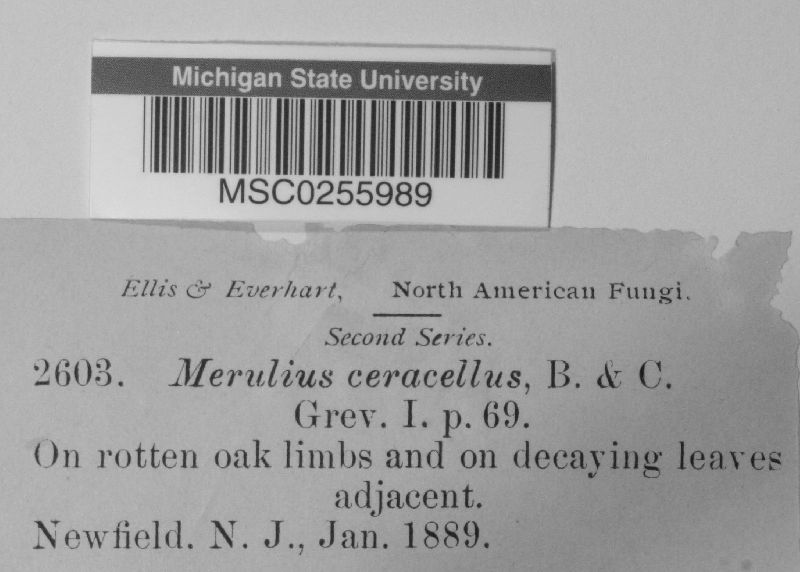 Michigan State University
MSC0255989
Ellis & Everhart, North American Fungi.
Second Series.
2603. Merulius ceracellus, B. & C.
Grev. I. p. 69.
On rotten oak limbs and on decaying leaves
adjacent.
Newfield. N. J., Jan. 1889.